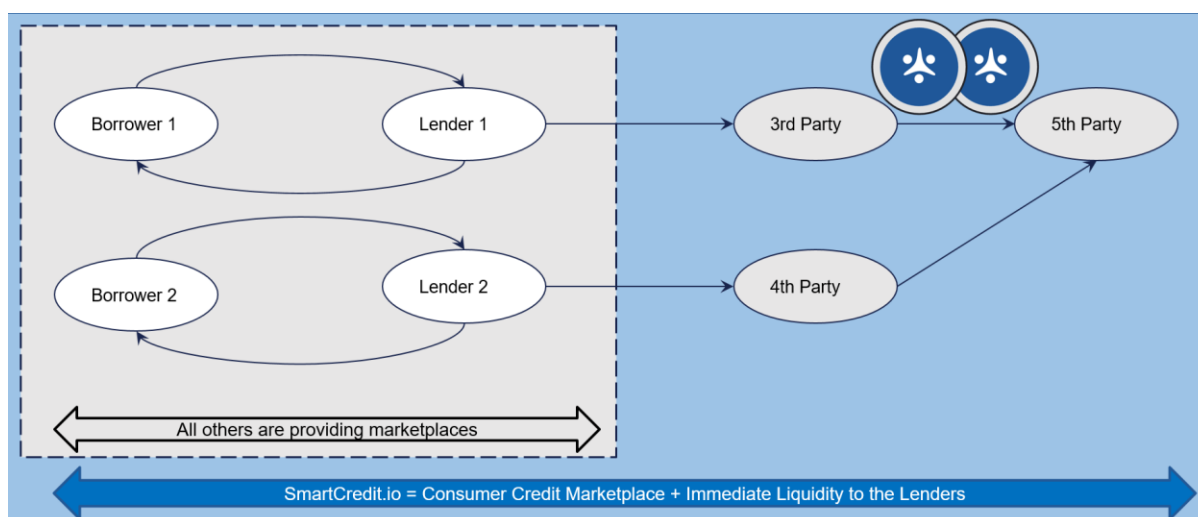 Borrower 1
Lender 1
3rd Party
5th Party
Borrower 2
Lender 2
4th Party
All others are providing marketplaces
SmartCredit.io = Consumer Credit Marketplace + Immediate Liquidity to the Lenders